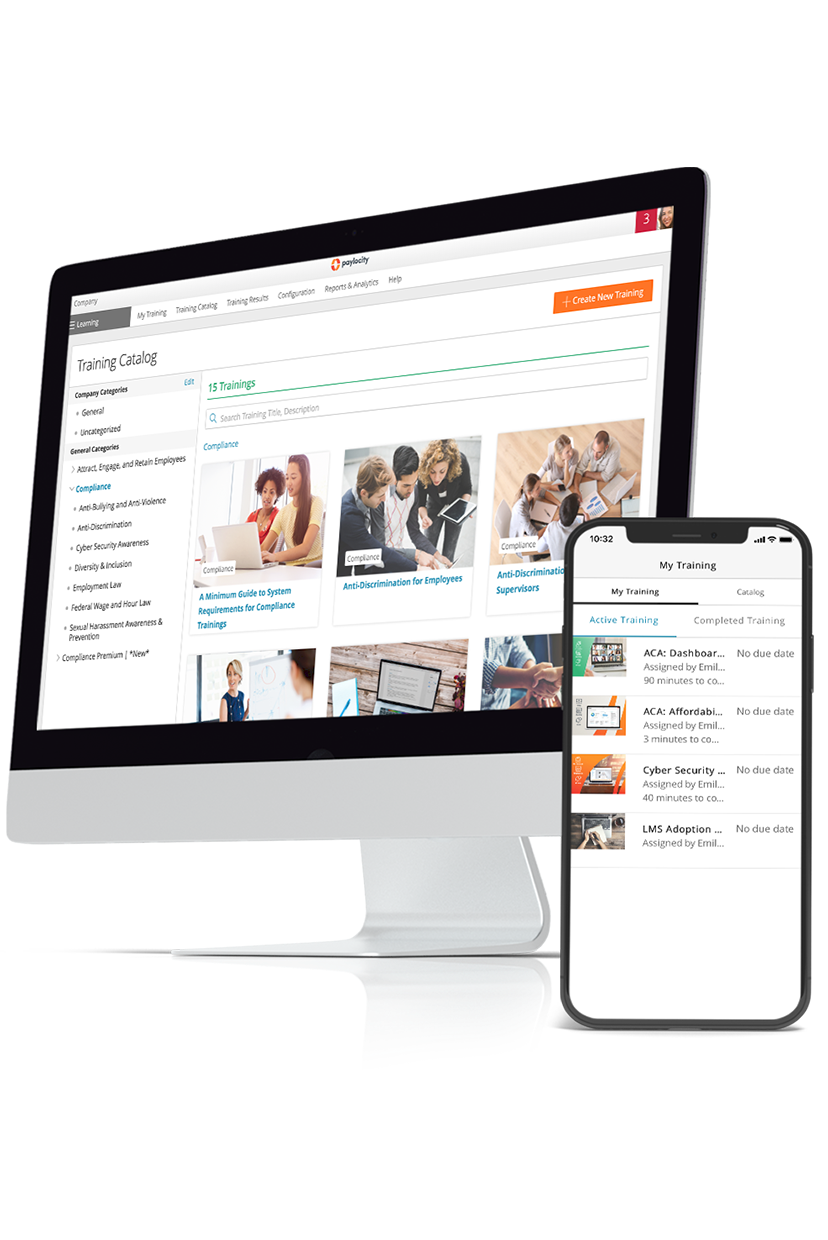 3
paylocity
Company
Learning
My Training
Training Catalog
Training Results
Configuration
Reports & Analytics
Help
+ Create New Training
Training Catalog
Company Categories
Edit
General
Uncategorized
General Categories
Attract, Engage, and Retain Employees
Compliance
Anti-Bullying and Anti-Violence
Anti-Discrimination
Cyber Security Awareness
Diversity & Inclusion
Employment Law
Federal Wage and Hour Law
Sexual Harassment Awareness &
Prevention
Compliance Premium | *New*
15 Trainings
Search Training Title, Description
Compliance
Compliance
A Minimum Guide to System
Requirements for Compliance
Trainings
Compliance
Anti-Discrimination for Employees
Compliance
Anti-Discriminatio
Supervisors
10:32
My Training
My Training
Catalog
Active Training
Completed Training
ACA: Dashboar...
No due date
Assigned by Emil...
90 minutes to co...
ACA: Affordabi...
No due date
Assigned by Emil...
3 minutes to co...
Cyber Security ...
No due date
Assigned by Emil...
40 minutes to co...
LMS Adoption ...
No due date
Assigned by Emil...